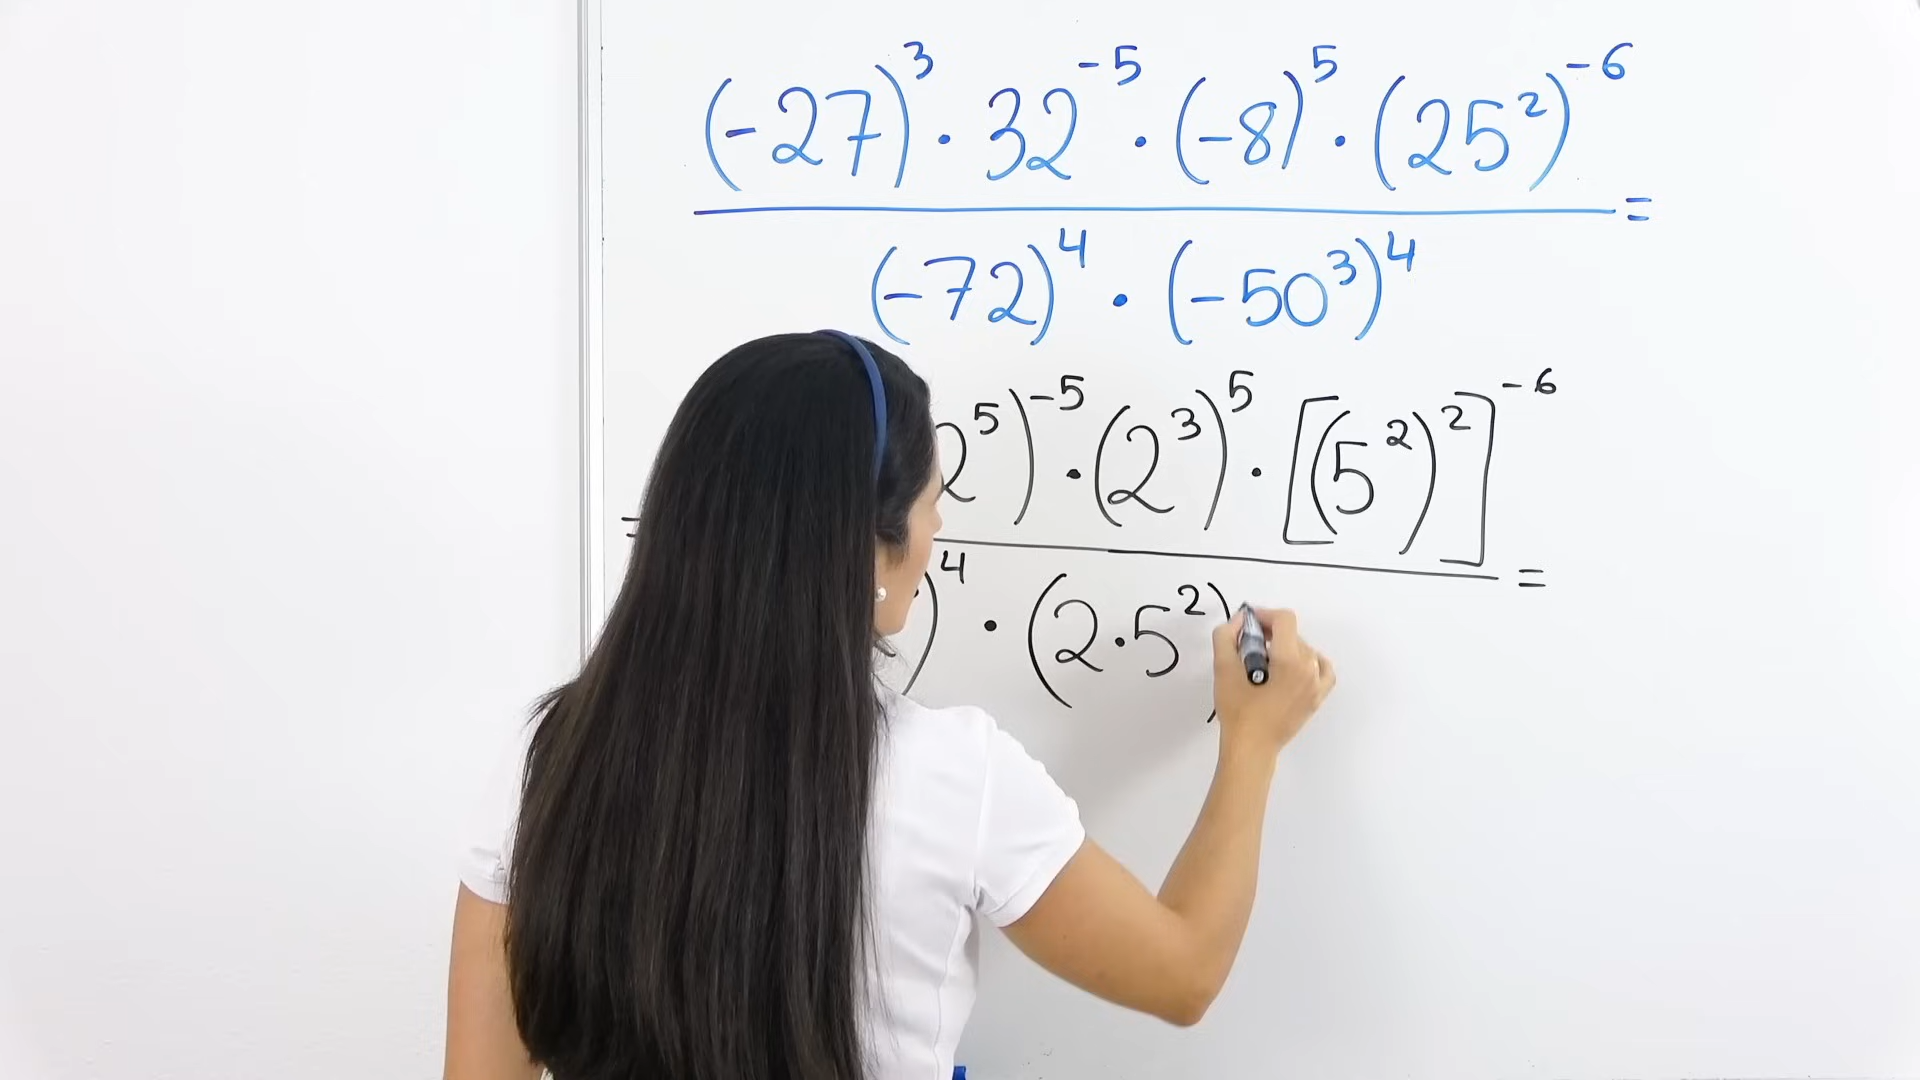 (-27)³ · 32⁻⁵ · (-8)⁵ · (25²)⁻⁶ =
(-72)⁴ · (-50³)⁴
2⁵)⁻⁵ · (2³)⁵ · [(5²)²]⁻⁶ =
)⁴ · (2·5²)